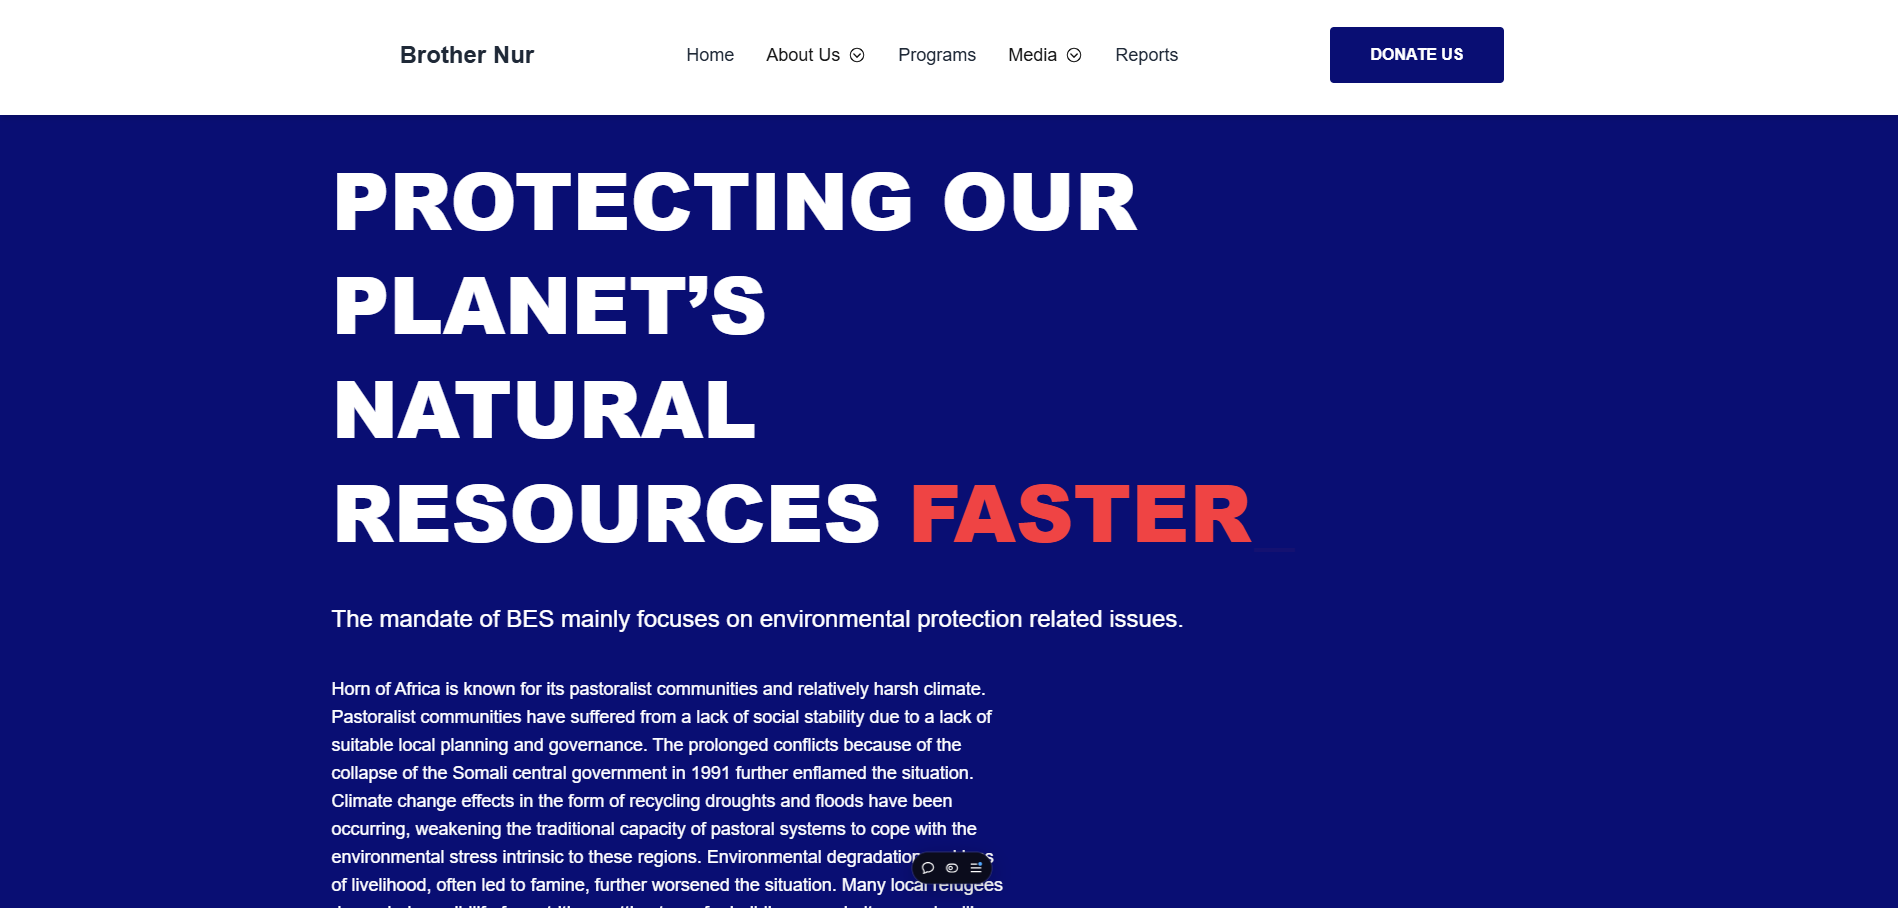 Brother Nur
Home About Us Programs Media Reports
DONATE US
PROTECTING OUR
PLANET’S
NATURAL
RESOURCES FASTER_
The mandate of BES mainly focuses on environmental protection related issues.
Horn of Africa is known for its pastoralist communities and relatively harsh climate.
Pastoralist communities have suffered from a lack of social stability due to a lack of
suitable local planning and governance. The prolonged conflicts because of the
collapse of the Somali central government in 1991 further enflamed the situation.
Climate change effects in the form of recycling droughts and floods have been
occurring, weakening the traditional capacity of pastoral systems to cope with the
environmental stress intrinsic to these regions. Environmental degradation
of livelihood, often led to famine, further worsened the situation. Many local refugees